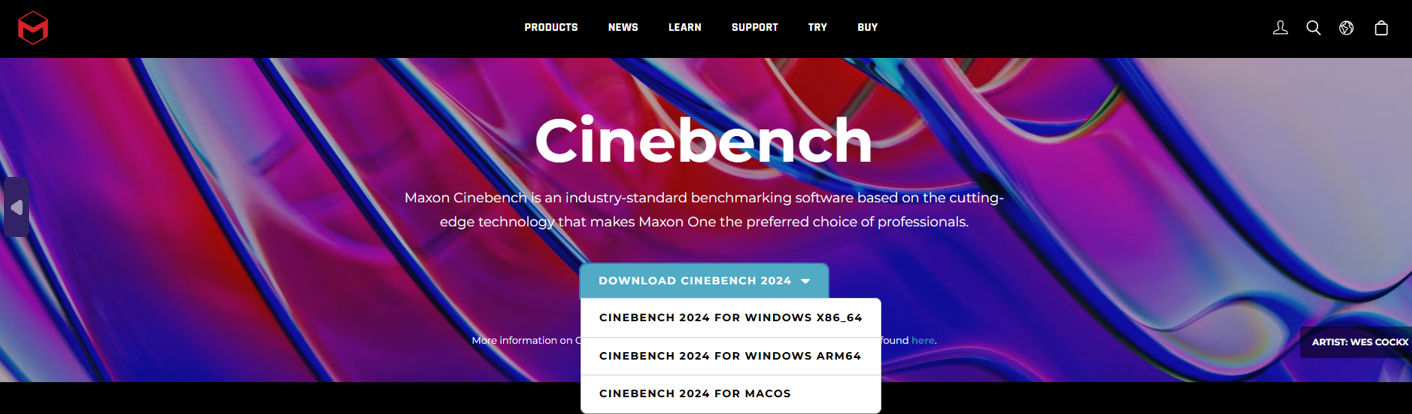 PRODUCTS NEWS LEARN SUPPORT TRY BUY
Cinebench
Maxon Cinebench is an industry-standard benchmarking software based on the cutting-
edge technology that makes Maxon One the preferred choice of professionals.
DOWNLOAD CINEBENCH 2024
CINEBENCH 2024 FOR WINDOWS X86_64
More information on C found here.
ARTIST: WES COCKX
CINEBENCH 2024 FOR WINDOWS ARM64
CINEBENCH 2024 FOR MACOS